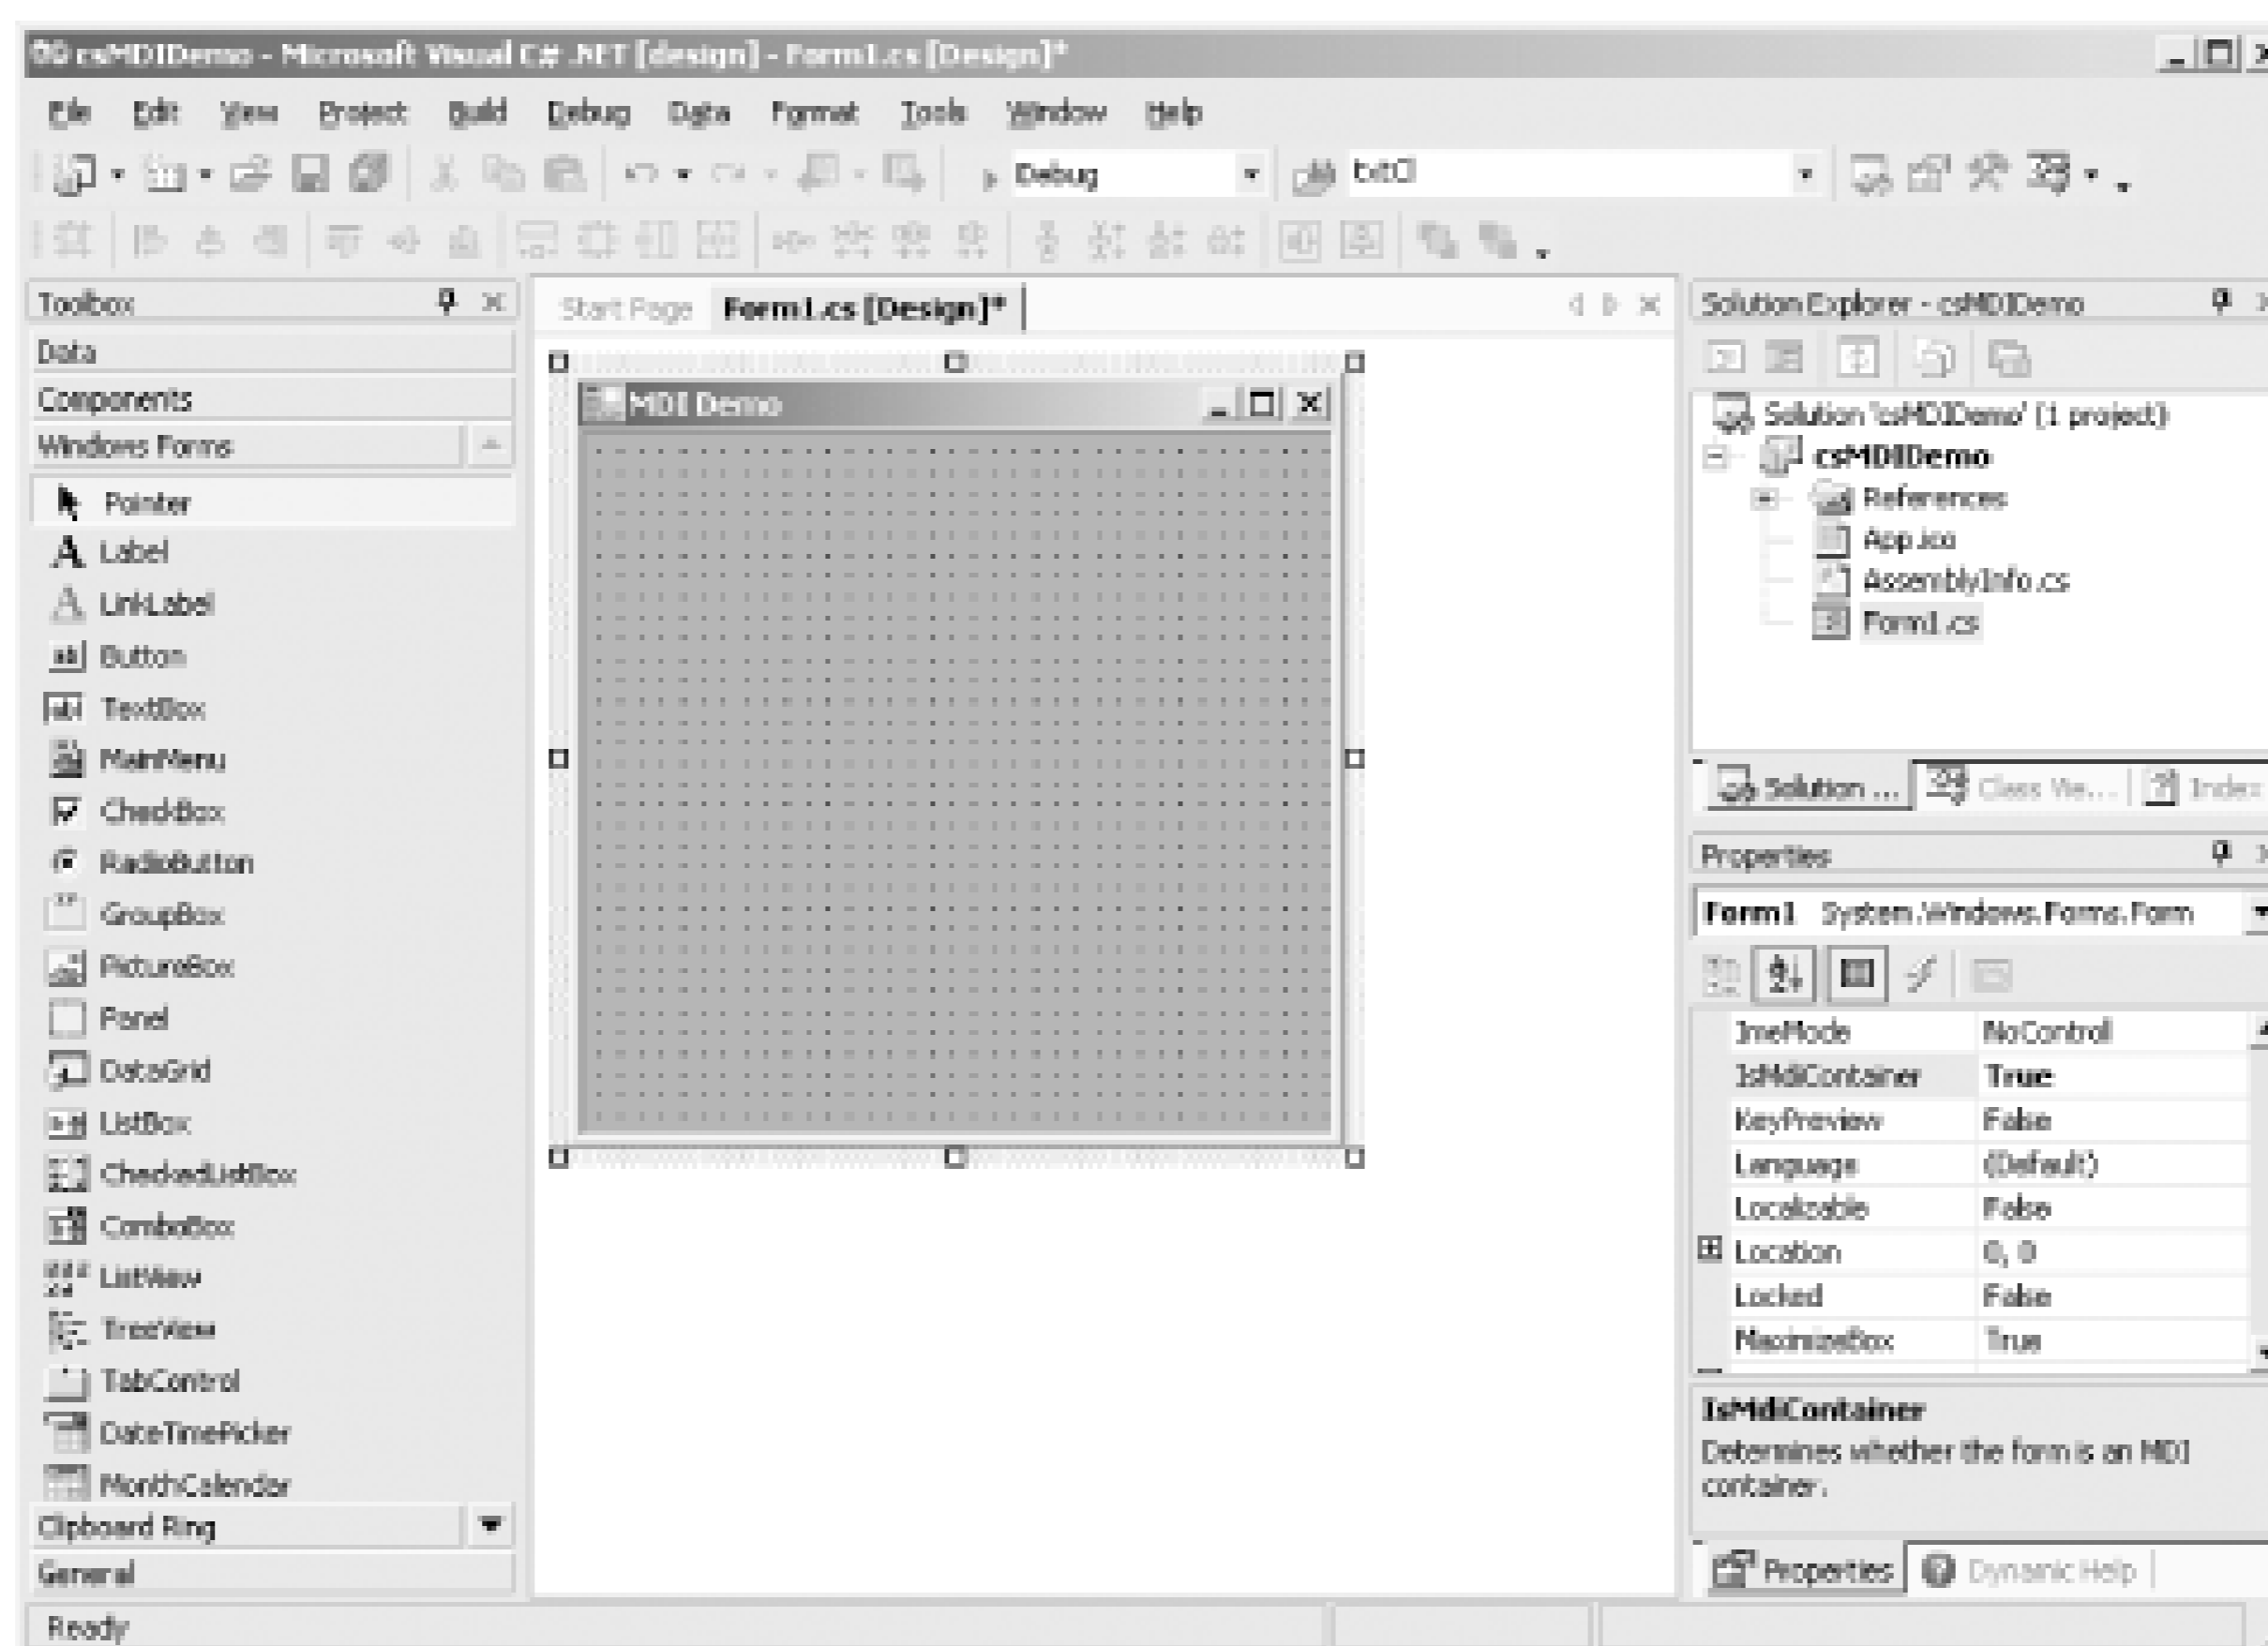 csMDIDemo - Microsoft Visual C# .NET [design] - Form1.cs [Design]*
File Edit View Project Build Debug Data Format Tools Window Help
Debug txtCl
Toolbox
Data
Components
Windows Forms
Pointer
Label
LinkLabel
Button
TextBox
MainMenu
CheckBox
RadioButton
GroupBox
PictureBox
Panel
DataGrid
ListBox
CheckedListBox
ComboBox
ListView
TreeView
TabControl
DateTimePicker
MonthCalendar
Clipboard Ring
General
Start Page Form1.cs [Design]*
MDI Demo
Solution Explorer - csMDIDemo
Solution 'csMDIDemo' (1 project)
csMDIDemo
References
App.ico
AssemblyInfo.cs
Form1.cs
Solution ... Class Vie... Index
Properties
Form1 System.Windows.Forms.Form
ImeMode NoControl
IsMdiContainer True
KeyPreview False
Language (Default)
Localizable False
Location 0, 0
Locked False
MaximizeBox True
IsMdiContainer
Determines whether the form is an MDI
container.
Properties Dynamic Help
Ready